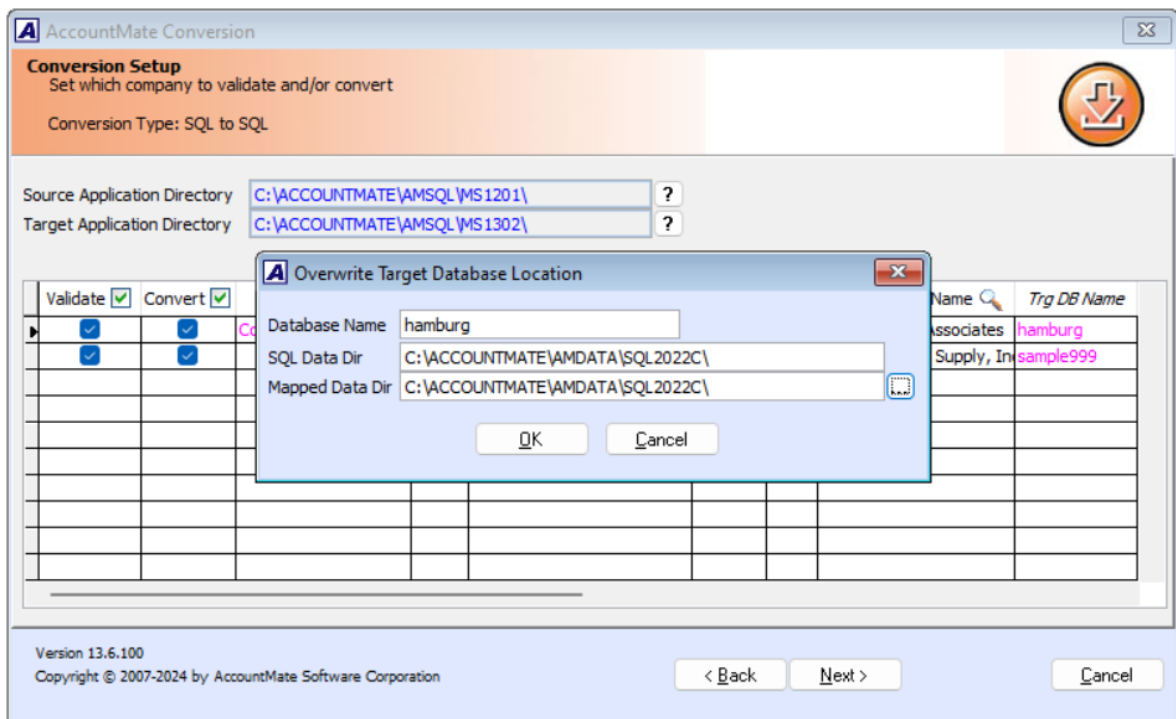 AccountMate Conversion
Conversion Setup
Set which company to validate and/or convert
Conversion Type: SQL to SQL
Source Application Directory C:\ACCOUNTMATE\AMSQL\MS1201\ ?
Target Application Directory C:\ACCOUNTMATE\AMSQL\MS1302\ ?
Overwrite Target Database Location
Database Name hamburg
SQL Data Dir C:\ACCOUNTMATE\AMDATA\SQL2022C\
Mapped Data Dir C:\ACCOUNTMATE\AMDATA\SQL2022C\ ...
OK Cancel
Validate Convert Name Trg DB Name
Associates hamburg
Supply, In sample999
Version 13.6.100
Copyright © 2007-2024 by AccountMate Software Corporation
< Back Next > Cancel